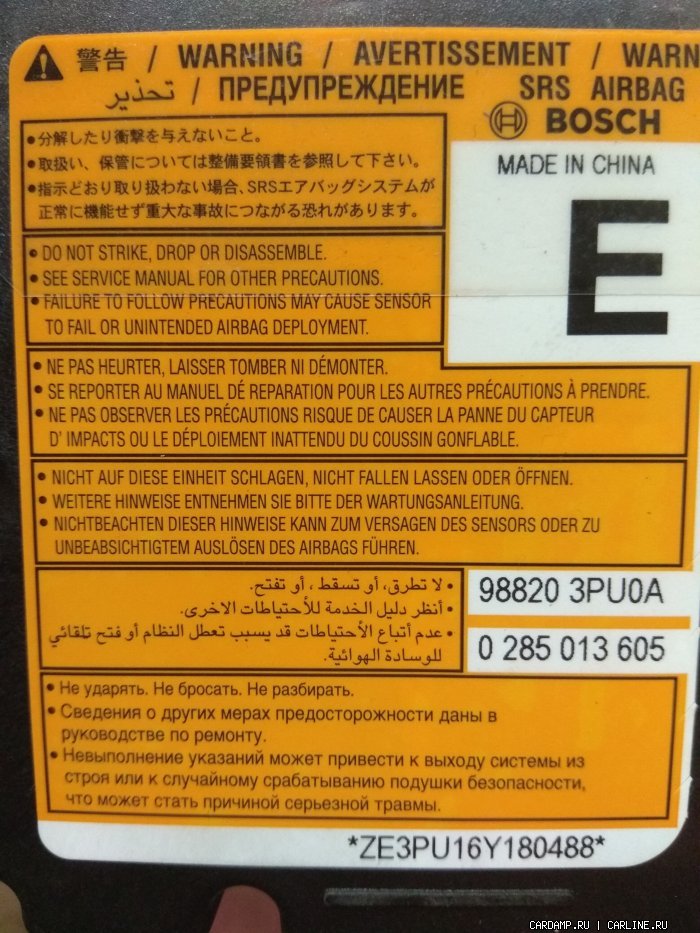 警告 / WARNING / AVERTISSEMENT / WARN
تحذير / ПРЕДУПРЕЖДЕНИЕ SRS AIRBAG
BOSCH
MADE IN CHINA
E
•分解したり衝撃を与えないこと。
•取扱い、保管については整備要領書を参照して下さい。
•指示どおり取り扱わない場合、SRSエアバッグシステムが
正常に機能せず重大な事故につながる恐れがあります。
• DO NOT STRIKE, DROP OR DISASSEMBLE.
• SEE SERVICE MANUAL FOR OTHER PRECAUTIONS.
• FAILURE TO FOLLOW PRECAUTIONS MAY CAUSE SENSOR
TO FAIL OR UNINTENDED AIRBAG DEPLOYMENT.
• NE PAS HEURTER, LAISSER TOMBER NI DÉMONTER.
• SE REPORTER AU MANUEL DÉ REPARATION POUR LES AUTRES PRÉCAUTIONS À PRENDRE.
• NE PAS OBSERVER LES PRÉCAUTIONS RISQUE DE CAUSER LA PANNE DU CAPTEUR
D' IMPACTS OU LE DÉPLOIEMENT INATTENDU DU COUSSIN GONFLABLE.
• NICHT AUF DIESE EINHEIT SCHLAGEN, NICHT FALLEN LASSEN ODER ÖFFNEN.
• WEITERE HINWEISE ENTNEHMEN SIE BITTE DER WARTUNGSANLEITUNG.
• NICHTBEACHTEN DIESER HINWEISE KANN ZUM VERSAGEN DES SENSORS ODER ZU
UNBEABSICHTIGTEM AUSLÖSEN DES AIRBAGS FÜHREN.
• لا تطرق، أو تسقط ، أو تفتح.
• أنظر دليل الخدمة للأحتياطات الاخرى.
• عدم أتباع الأحتياطات قد يسبب تعطل النظام أو فتح تلقائي
للوسادة الهوائية.
98820 3PU0A
0 285 013 605
• Не ударять. Не бросать. Не разбирать.
• Сведения о других мерах предосторожности даны в
руководстве по ремонту.
• Невыполнение указаний может привести к выходу системы из
строя или к случайному срабатыванию подушки безопасности,
что может стать причиной серьезной травмы.
*ZE3PU16Y180488*
CARDAMP.RU | CARLINE.RU